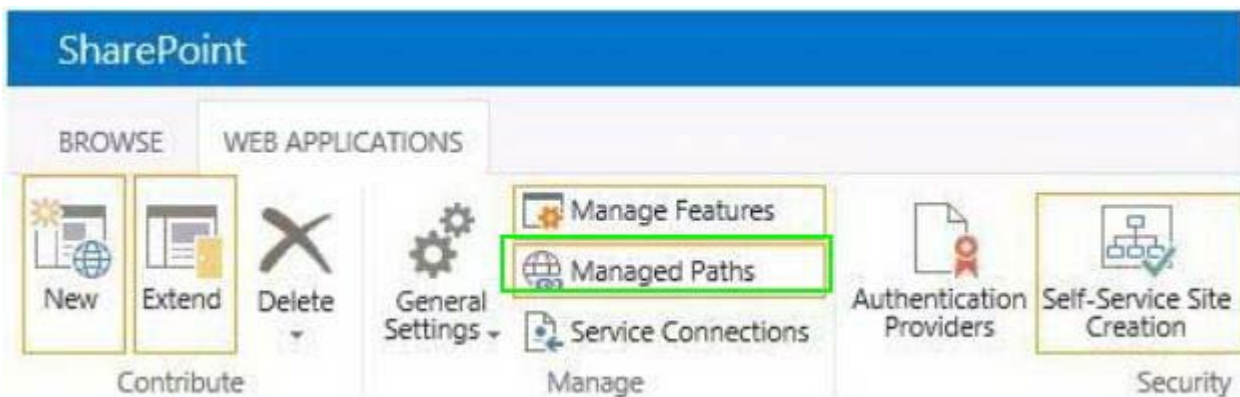 SharePoint
BROWSE WEB APPLICATIONS
New
Extend
Delete
General
Settings
Manage Features
Managed Paths
Service Connections
Authentication
Providers
Self-Service Site
Creation
Contribute
Manage
Security